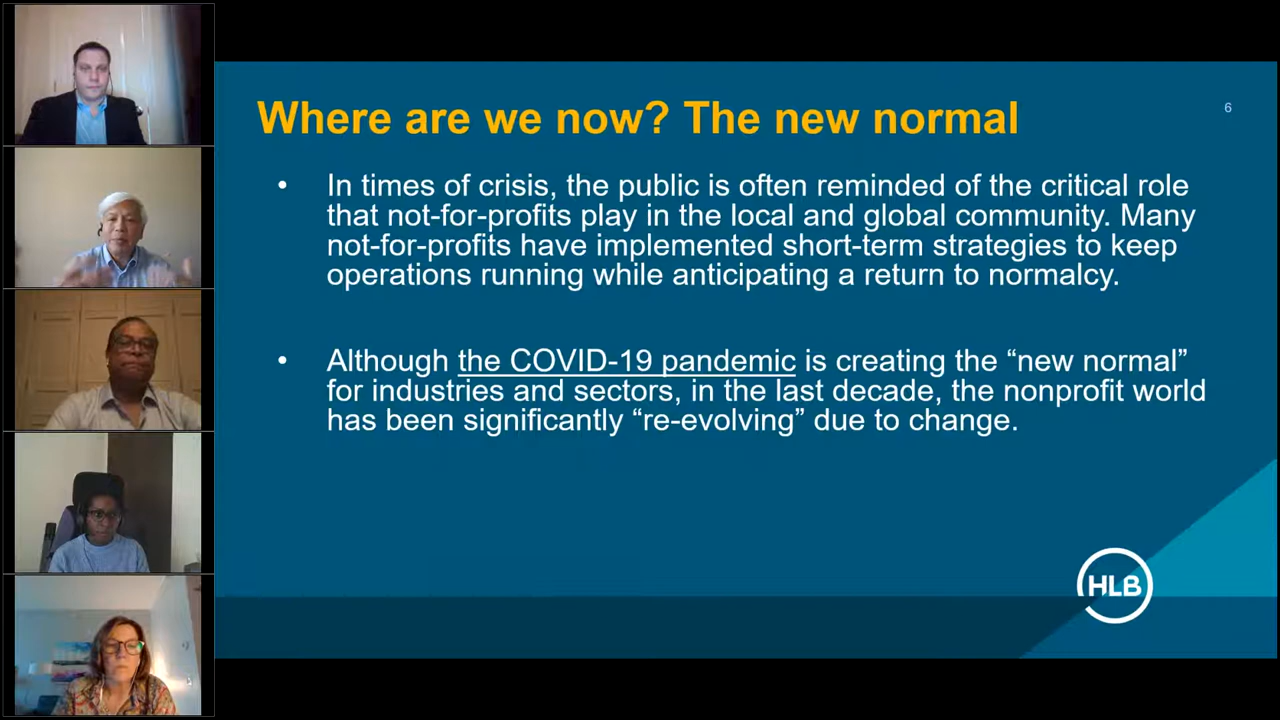 Where are we now? The new normal
6
• In times of crisis, the public is often reminded of the critical role
that not-for-profits play in the local and global community. Many
not-for-profits have implemented short-term strategies to keep
operations running while anticipating a return to normalcy.
• Although the COVID-19 pandemic is creating the “new normal”
for industries and sectors, in the last decade, the nonprofit world
has been significantly “re-evolving” due to change.
HLB